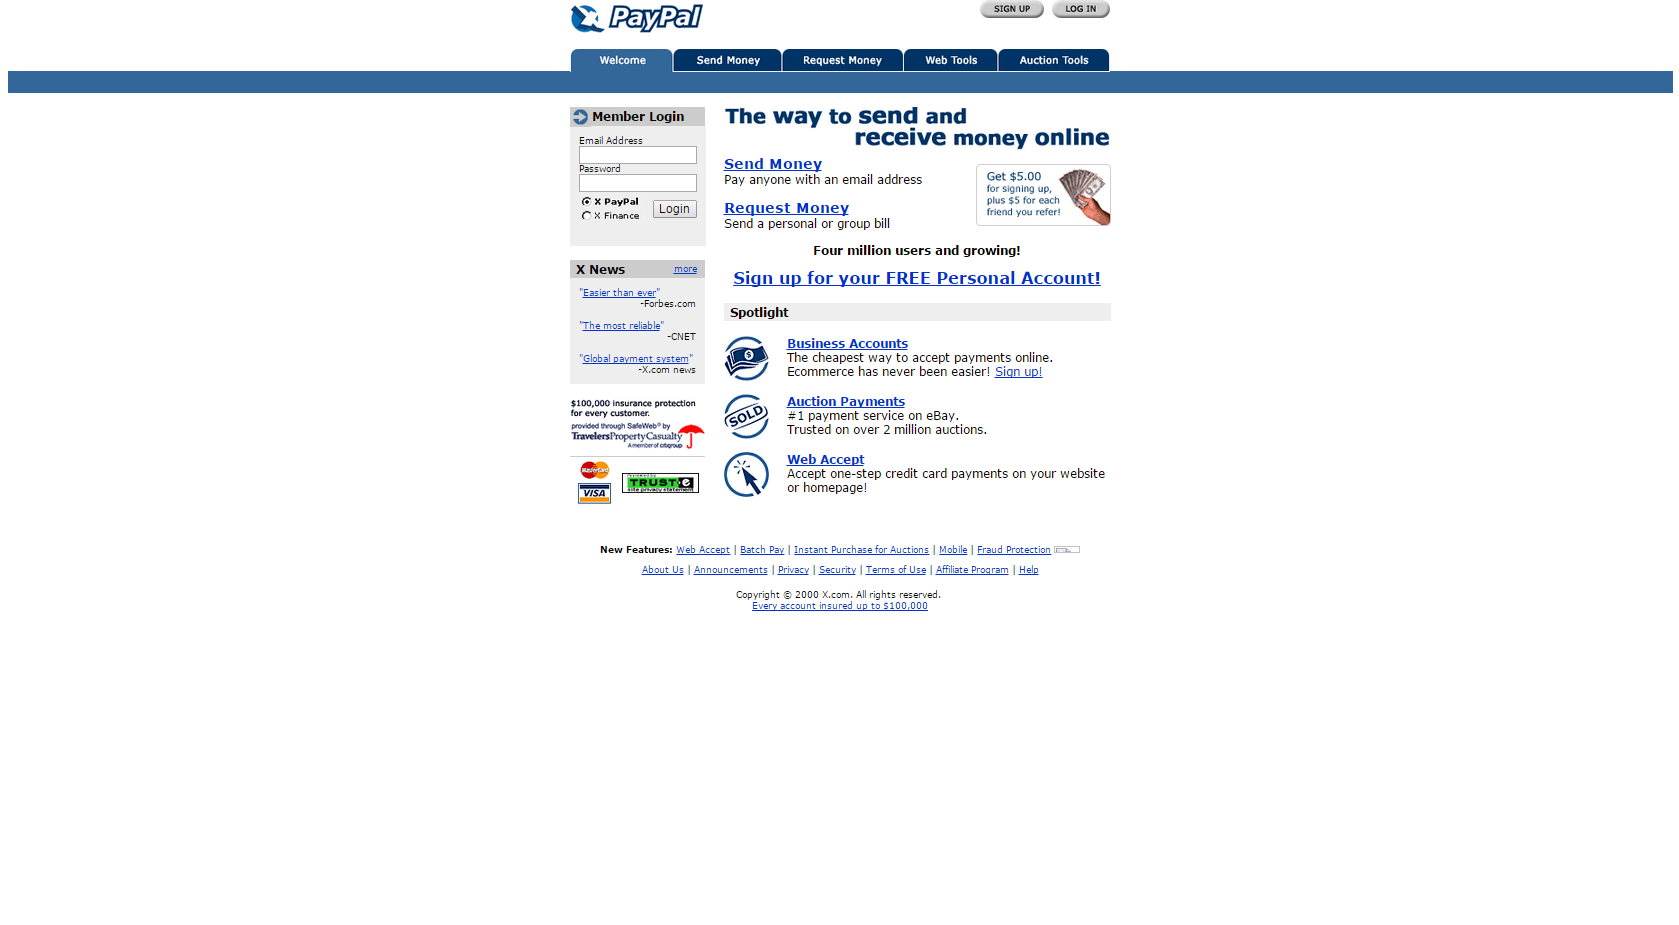 PayPal
SIGN UP LOG IN
Welcome Send Money Request Money Web Tools Auction Tools
Member Login
Email Address
Password
X PayPal
X Finance
Login
X News more
"Easier than ever"
-Forbes.com
"The most reliable"
-CNET
"Global payment system"
-X.com news
$100,000 insurance protection
for every customer.
provided through SafeWeb® by
TravelersPropertyCasualty
A member of citigroup
MasterCard
VISA
reviewed by
TRUSTe
site privacy statement
The way to send and
receive money online
Send Money
Pay anyone with an email address
Request Money
Send a personal or group bill
Get $5.00
for signing up,
plus $5 for each
friend you refer!
Four million users and growing!
Sign up for your FREE Personal Account!
Spotlight
Business Accounts
The cheapest way to accept payments online.
Ecommerce has never been easier! Sign up!
SOLD
Auction Payments
#1 payment service on eBay.
Trusted on over 2 million auctions.
Web Accept
Accept one-step credit card payments on your website
or homepage!
New Features: Web Accept | Batch Pay | Instant Purchase for Auctions | Mobile | Fraud Protection
About Us | Announcements | Privacy | Security | Terms of Use | Affiliate Program | Help
Copyright © 2000 X.com. All rights reserved.
Every account insured up to $100,000